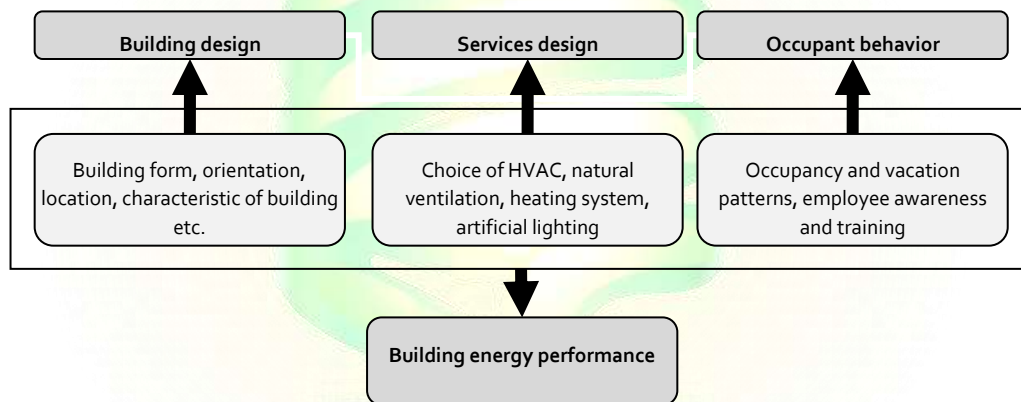 Building design
Services design
Occupant behavior
Building form, orientation,
location, characteristic of building
etc.
Choice of HVAC, natural
ventilation, heating system,
artificial lighting
Occupancy and vacation
patterns, employee awareness
and training
Building energy performance